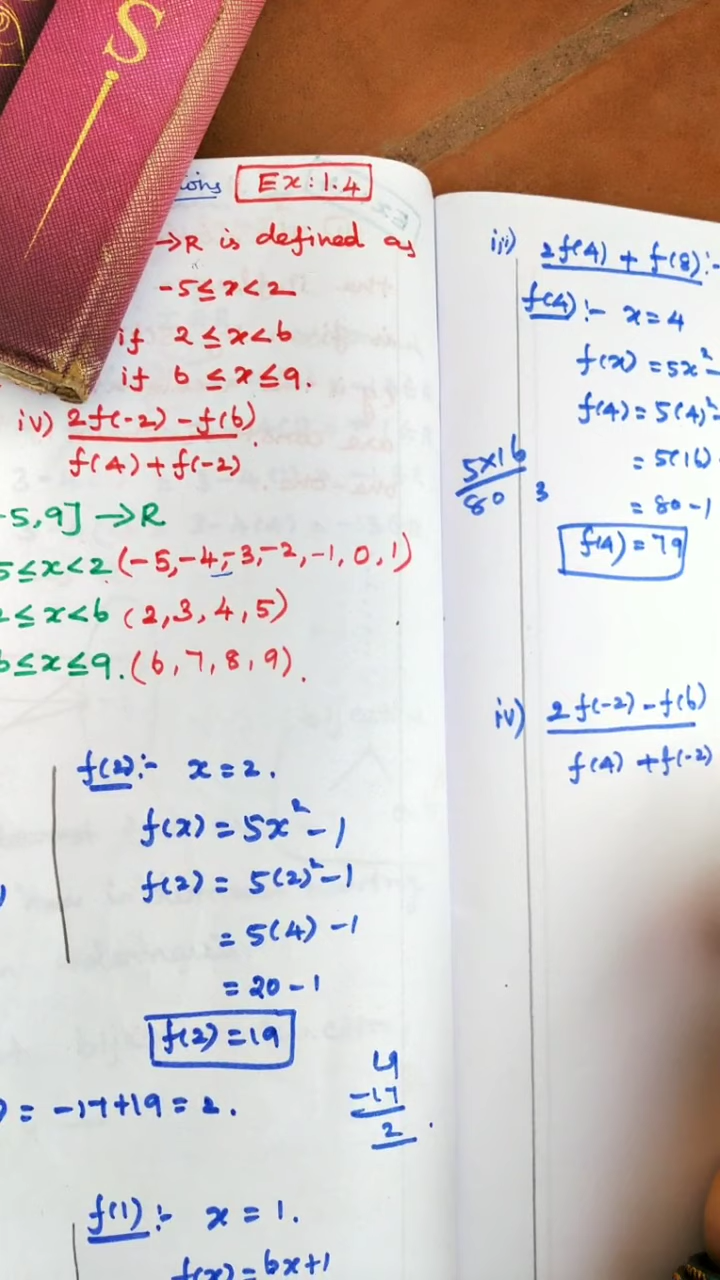 S
Ex: 1.4
→R is defined as
-5≤x<2
if 2≤x<6
if 6≤x≤9.
iv) 2f(-2) -f(6)
f(4)+f(-2)
-5,9] →R
5≤x<2 (-5,-4,-3,-2,-1,0,1)
≤x<6 (2,3,4,5)
6≤x≤9. (6,7,8,9).
f(2):- x=2.
f(x) = 5x²-1
f(2) = 5(2)²-1
= 5(4) -1
= 20-1
f(2) = 19
) = -17+19 = 2.
-17
2
f(1):- x = 1.
f(x) = 6x+1
iii) 2f(4) + f(8):-
f(4):- x=4
f(x) = 5x²-
f(4) = 5(4)²
= 5(16)
5×16
80 3
= 80-1
f(4) = 79
iv) 2f(-2) -f(6)
f(4) +f(-2)